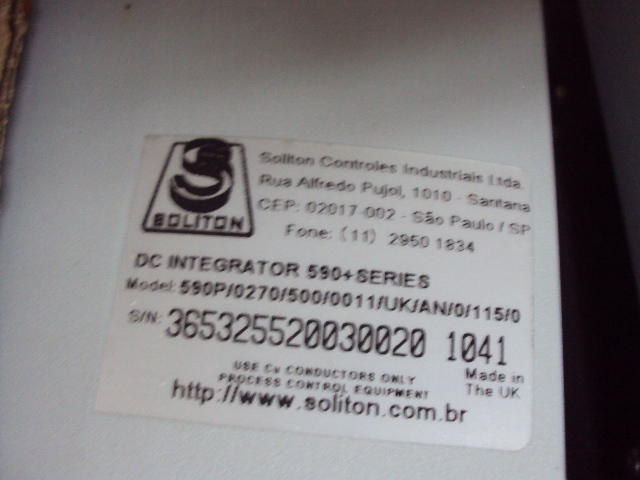 SOLITON
Soliton Controles Industriais Ltda.
Rua Alfredo Pujol, 1010 - Santana
CEP: 02017-002 - São Paulo / SP
Fone: (11) 2950 1834
DC INTEGRATOR 590+SERIES
Model: 590P/0270/500/0011/UK/AN/0/115/0
S/N: 365325520030020 1041
USE Cu CONDUCTORS ONLY
PROCESS CONTROL EQUIPMENT
Made in
The UK
http://www.soliton.com.br